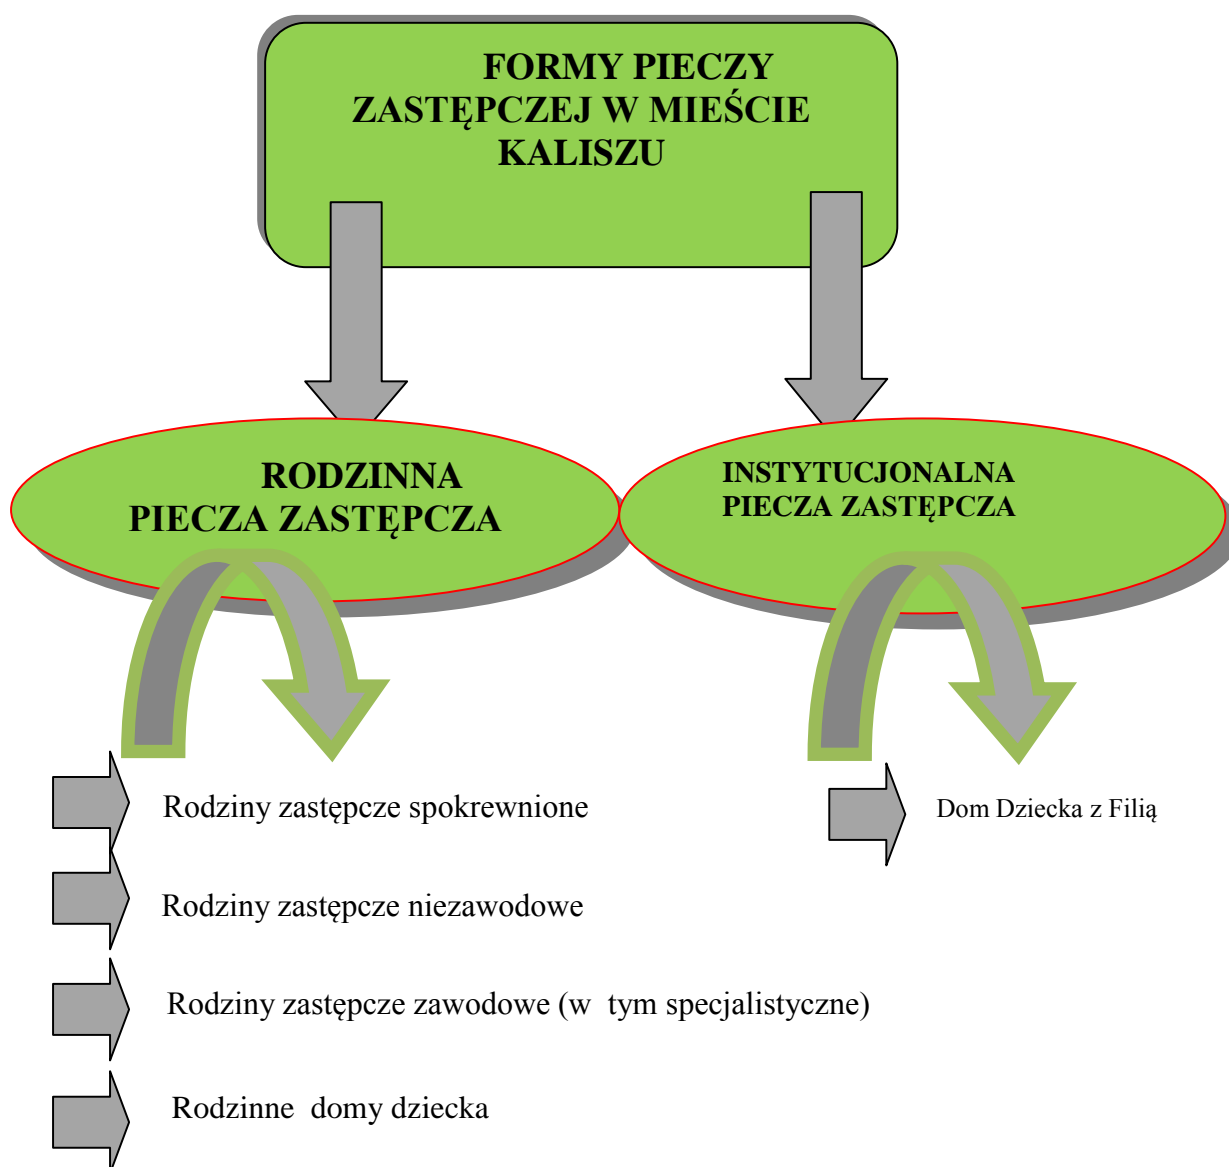 FORMY PIECZY
ZASTĘPCZEJ W MIEŚCIE
KALISZU
RODZINNA
PIECZA ZASTĘPCZA
INSTYTUCJONALNA
PIECZA ZASTĘPCZA
Rodziny zastępcze spokrewnione
Dom Dziecka z Filią
Rodziny zastępcze niezawodowe
Rodziny zastępcze zawodowe (w tym specjalistyczne)
Rodzinne domy dziecka